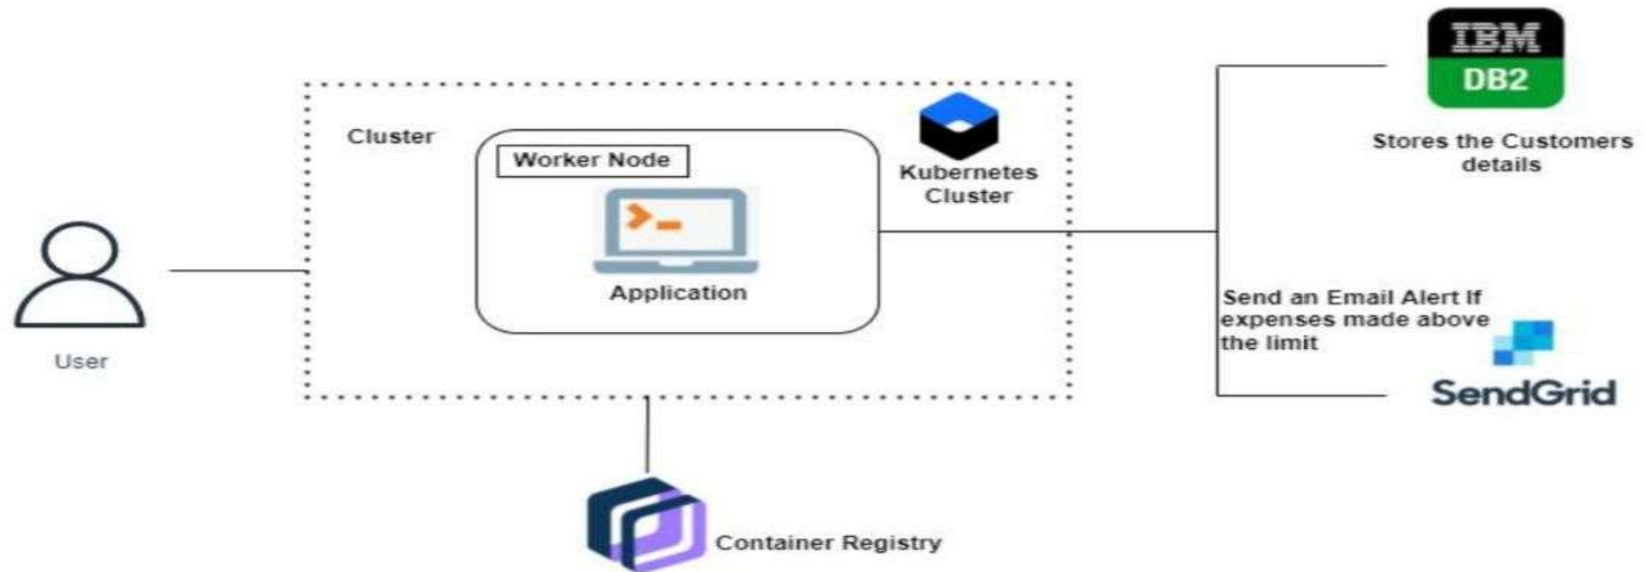 IBM
DB2
Stores the Customers
details
Cluster
Worker Node
Kubernetes
Cluster
Application
User
Send an Email Alert If
expenses made above
the limit
SendGrid
Container Registry